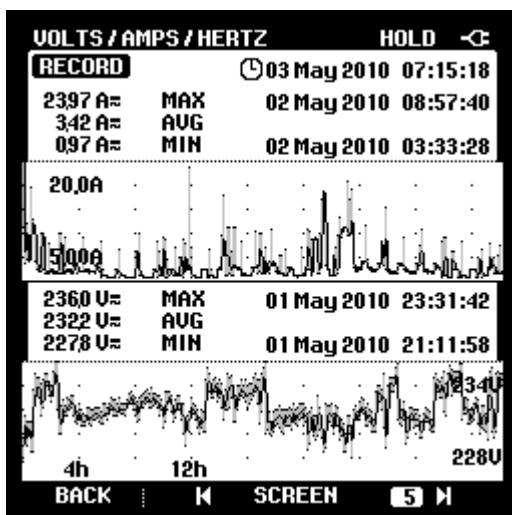 VOLTS / AMPS / HERTZ HOLD
RECORD 03 May 2010 07:15:18
23,97 A≂ MAX 02 May 2010 08:57:40
3,42 A≂ AVG
0,97 A≂ MIN 02 May 2010 03:33:28
20,0A
5,00A
236,0 V≂ MAX 01 May 2010 23:31:42
232,2 V≂ AVG
227,8 V≂ MIN 01 May 2010 21:11:58
234V
228V
4h 12h
BACK SCREEN 5